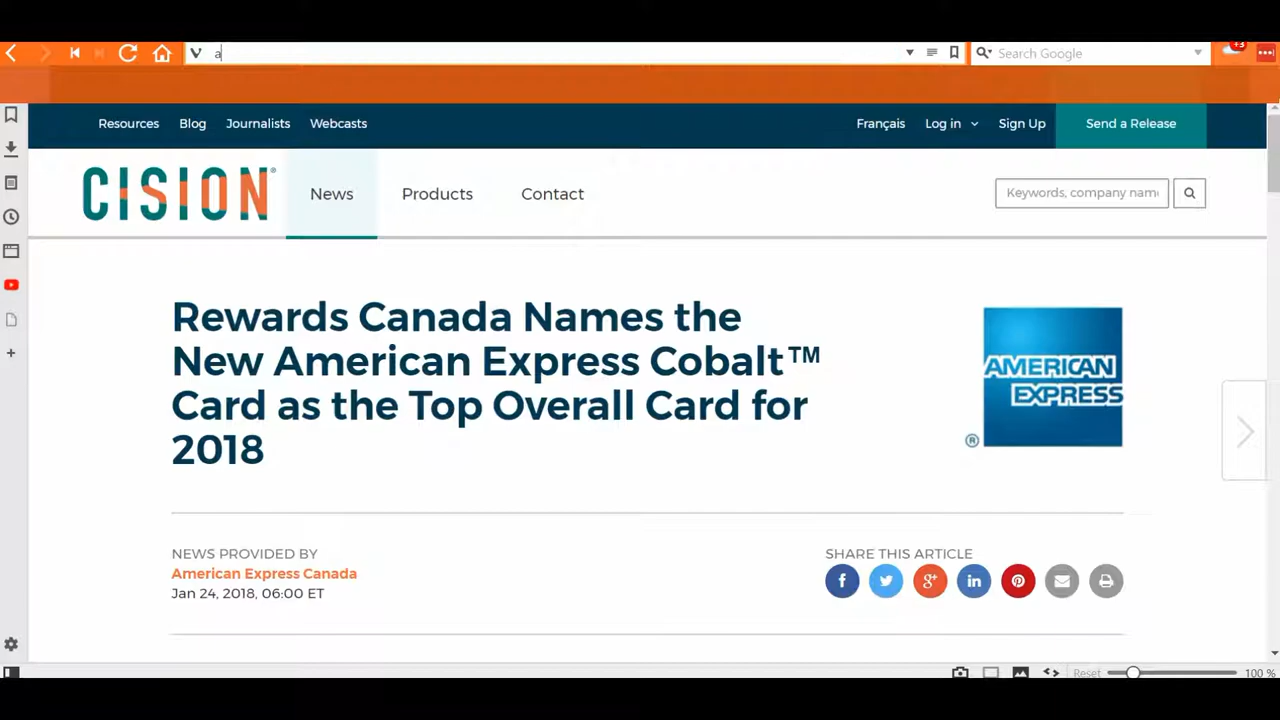 a
Search Google
13
Resources Blog Journalists Webcasts
Français Log in Sign Up Send a Release
CISION®
News Products Contact
Keywords, company name
Rewards Canada Names the
New American Express Cobalt™
Card as the Top Overall Card for
2018
AMERICAN
EXPRESS
®
NEWS PROVIDED BY
American Express Canada
Jan 24, 2018, 06:00 ET
SHARE THIS ARTICLE
Reset
100 %